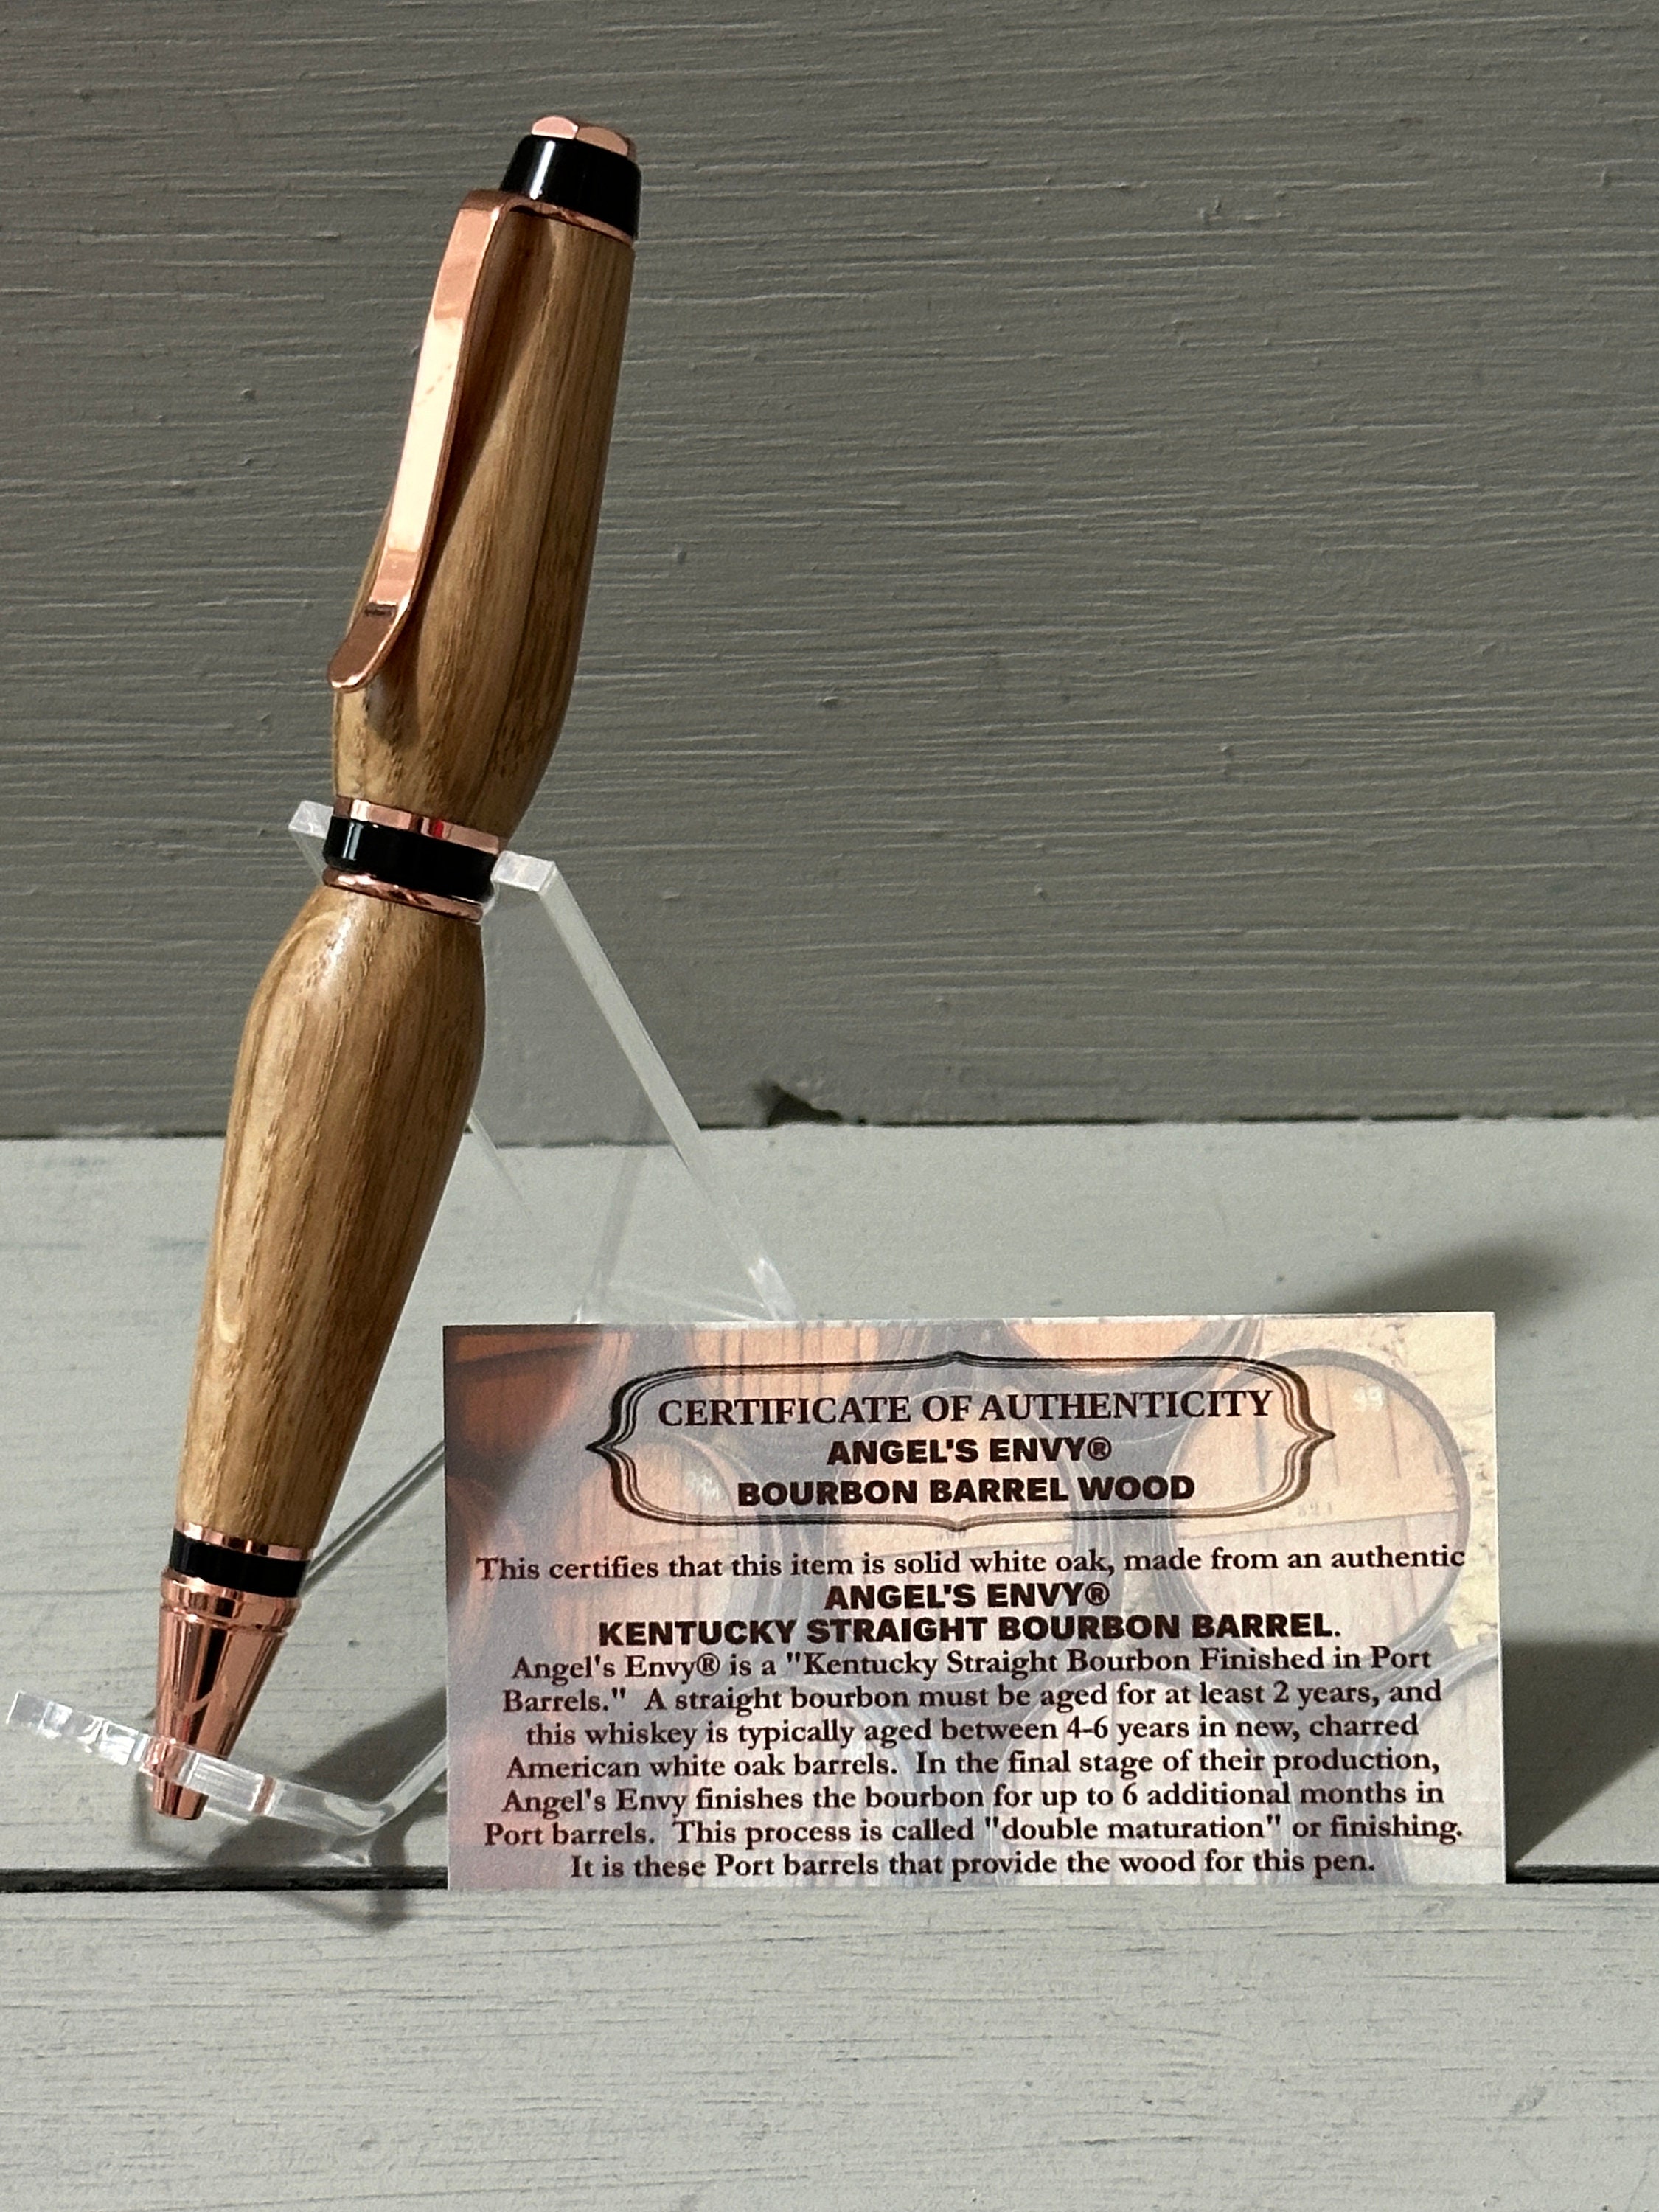 CERTIFICATE OF AUTHENTICITY
ANGEL'S ENVY®
BOURBON BARREL WOOD
This certifies that this item is solid white oak, made from an authentic
ANGEL'S ENVY®
KENTUCKY STRAIGHT BOURBON BARREL.
Angel's Envy® is a "Kentucky Straight Bourbon Finished in Port
Barrels."  A straight bourbon must be aged for at least 2 years, and
this whiskey is typically aged between 4-6 years in new, charred
American white oak barrels.  In the final stage of their production,
Angel's Envy finishes the bourbon for up to 6 additional months in
Port barrels.  This process is called "double maturation" or finishing.
It is these Port barrels that provide the wood for this pen.